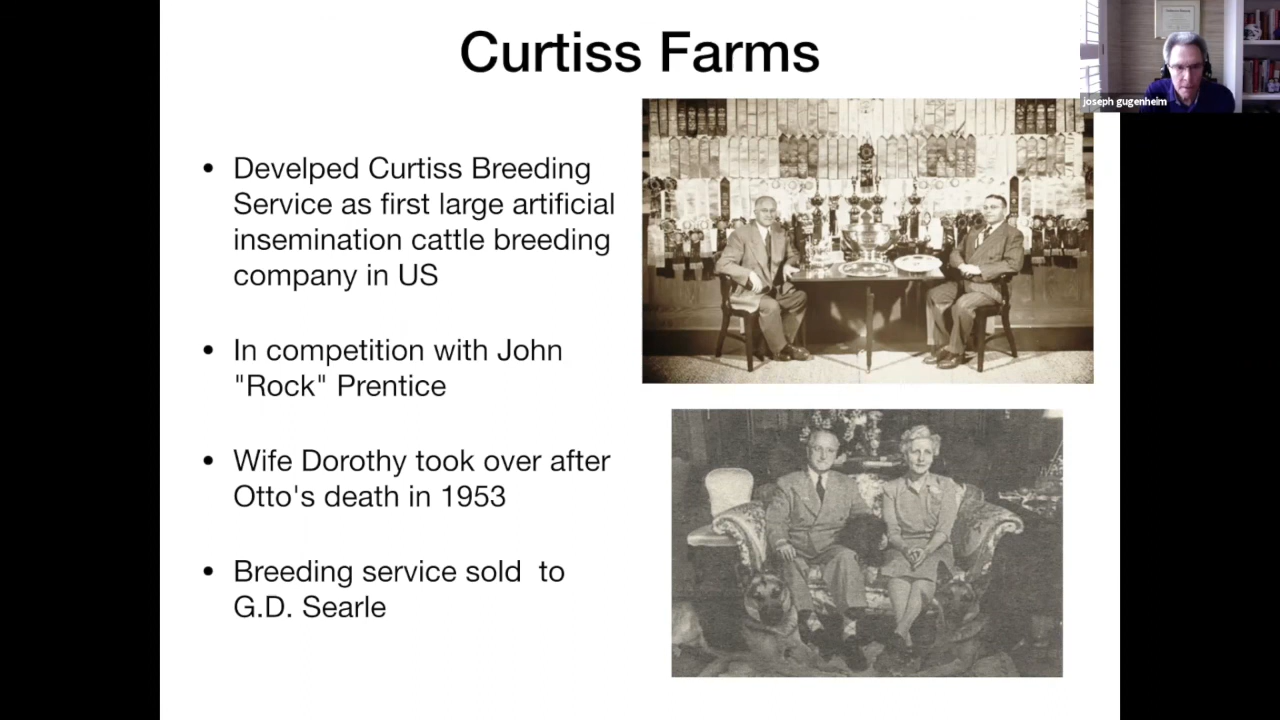 Curtiss Farms
joseph gugenheim
• Develped Curtiss Breeding
Service as first large artificial
insemination cattle breeding
company in US
• In competition with John
"Rock" Prentice
• Wife Dorothy took over after
Otto's death in 1953
• Breeding service sold  to
G.D. Searle